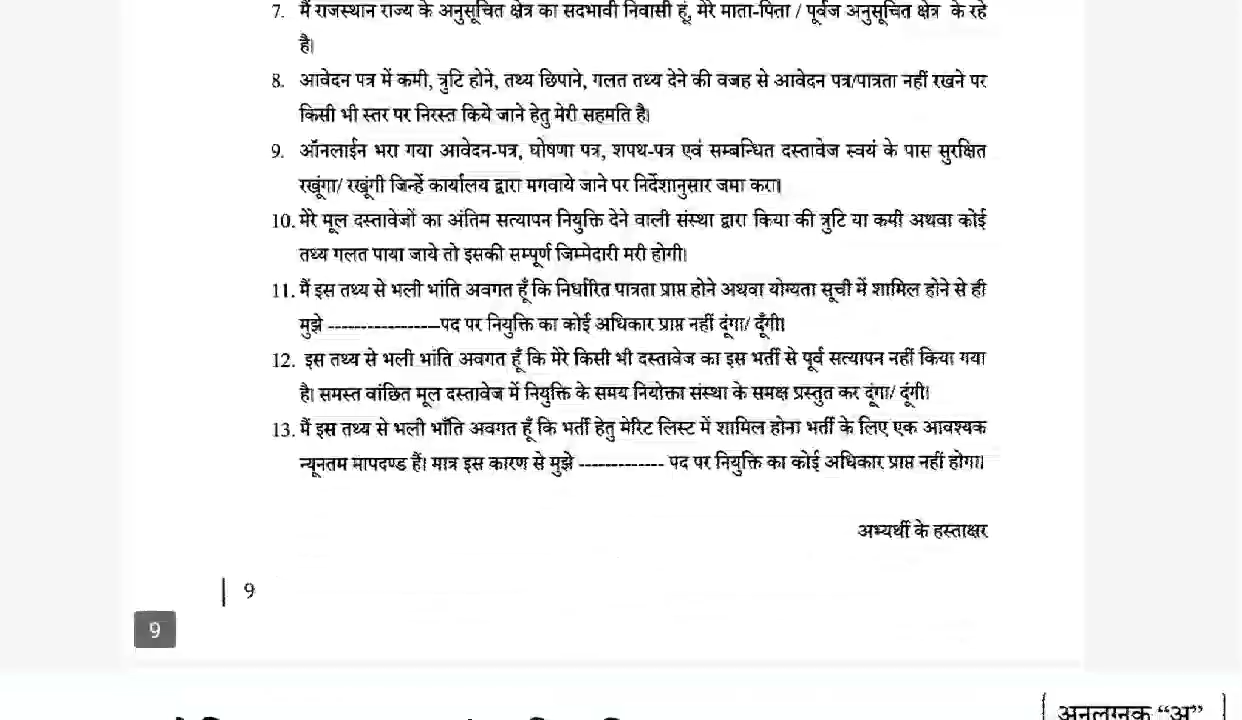 7. मैं राजस्थान राज्य के अनुसूचित क्षेत्र का सदभावी निवासी हूं, मेरे माता-पिता / पूर्वज अनुसूचित क्षेत्र के रहे
है।
8. आवेदन पत्र में कमी, त्रुटि होने, तथ्य छिपाने, गलत तथ्य देने की वजह से आवेदन पत्र/पात्रता नहीं रखने पर
किसी भी स्तर पर निरस्त किये जाने हेतु मेरी सहमति है।
9. ऑनलाईन भरा गया आवेदन-पत्र, घोषणा पत्र, शपथ-पत्र एवं सम्बन्धित दस्तावेज स्वयं के पास सुरक्षित
रखूंगा/ रखूंगी जिन्हें कार्यालय द्वारा मगवाये जाने पर निर्देशानुसार जमा करा।
10. मेरे मूल दस्तावेजों का अंतिम सत्यापन नियुक्ति देने वाली संस्था द्वारा किया की त्रुटि या कमी अथवा कोई
तथ्य गलत पाया जाये तो इसकी सम्पूर्ण जिम्मेदारी मरी होगी।
11. मैं इस तथ्य से भली भांति अवगत हूँ कि निर्धारित पात्रता प्राप्त होने अथवा योग्यता सूची में शामिल होने से ही
मुझे -----------------पद पर नियुक्ति का कोई अधिकार प्राप्त नहीं दूंगा/ दूँगी।
12. इस तथ्य से भली भांति अवगत हूँ कि मेरे किसी भी दस्तावेज का इस भर्ती से पूर्व सत्यापन नहीं किया गया
है। समस्त वांछित मूल दस्तावेज में नियुक्ति के समय नियोक्ता संस्था के समक्ष प्रस्तुत कर दूंगा/ दूंगी।
13. मैं इस तथ्य से भली भाँति अवगत हूँ कि भर्ती हेतु मेरिट लिस्ट में शामिल होना भर्ती के लिए एक आवश्यक
न्यूनतम मापदण्ड हैं। मात्र इस कारण से मुझे ------------- पद पर नियुक्ति का कोई अधिकार प्राप्त नहीं होगा।
अभ्यर्थी के हस्ताक्षर
| 9
9
अनुलग्नक “अ”